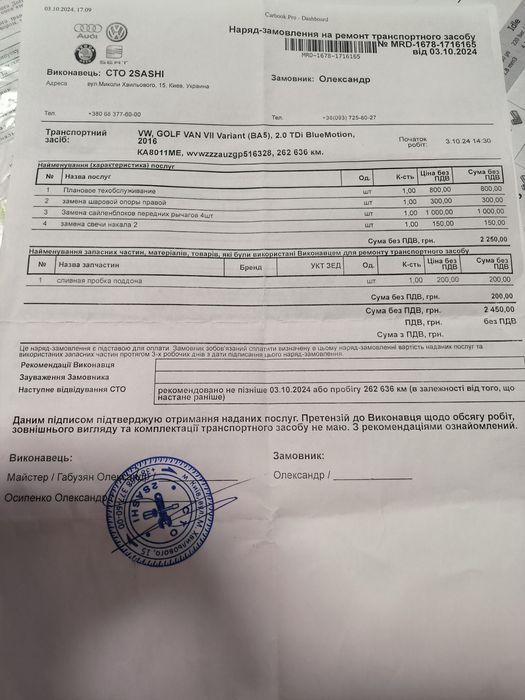 03.10.2024, 17:09
Carbook Pro - Dashboard
Audi
SEAT
Наряд-замовлення на ремонт транспортного засобу
№ MRD-1678-1716165
від 03.10.2024
MRD-1678-1716165
Виконавець: СТО 2SASHI
Замовник: Олександр
Адреса вул.Миколи Хвильового, 15, Киев, Украина
Тел. +380 68 377-60-00
Тел. +38(093) 725-60-27
Транспортний засіб:
VW, GOLF VAN VII Variant (BA5), 2.0 TDi BlueMotion, 2016
KA8011ME, wvwzzzauzgp516328, 262 636 км.
Початок робіт: 3.10.2024 14:30
Найменування (характеристика) послуг
№ Назва послуг Од. К-сть Ціна без ПДВ Сума без ПДВ
1 Плановое техобслуживание шт 1,00 800,00 800,00
2 замена шаровой опоры правой шт 1,00 300,00 300,00
3 Замена сайленблоков передних рычагов 4шт шт 1,00 1 000,00 1 000,00
4 замена свечи накала 2 шт 1,00 150,00 150,00
Сума без ПДВ, грн. 2 250,00
Найменування запасних частин, матеріалів, товарів, які були використані Виконавцем для ремонту транспортного засобу
№ Назва запчастин Бренд УКТ ЗЕД Од. К-сть Ціна без ПДВ Сума без ПДВ
1 сливная пробка поддона шт 1,00 200,00 200,00
Сума без ПДВ, грн. 200,00
Сума без ПДВ, грн. 2 450,00
ПДВ, грн. без ПДВ
Сума з ПДВ, грн.
Це наряд-замовлення є підставою для оплати. Замовник зобов'язаний сплатити визначену в цьому наряді-замовленні вартість наданих послуг та
використаних запасних частин протягом 3-х робочих днів з дати підписання цього наряд-замовлення.
Рекомендації Виконавця
Зауваження Замовника
Наступне відвідування СТО рекомендовано не пізніше 03.10.2024 або пробігу 262 636 км (в залежності від того, що настане раніше)
Даним підписом підтверджую отримання наданих послуг. Претензій до Виконавця щодо обсягу робіт,
зовнішнього вигляду та комплектації транспортного засобу не маю. З рекомендаціями ознайомлений.
Виконавець:
Замовник:
Майстер / Габузян Олександр /
Олександр /
Осипенко Олександр
2SASHI
СТО
Миколи Хвильового, 15